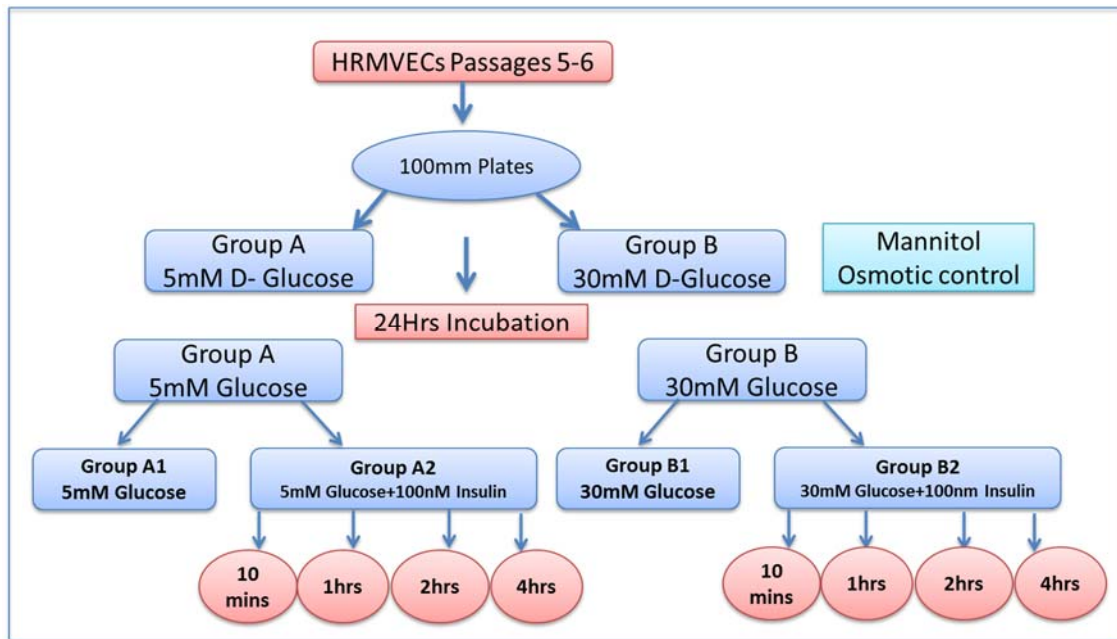 HRMVECs Passages 5-6
100mm Plates
Group A
5mM D- Glucose
Group B
30mM D-Glucose
Mannitol
Osmotic control
24Hrs Incubation
Group A
5mM Glucose
Group B
30mM Glucose
Group A1
5mM Glucose
Group A2
5mM Glucose+100nM Insulin
Group B1
30mM Glucose
Group B2
30mM Glucose+100nm Insulin
10
mins
1hrs
2hrs
4hrs
10
mins
1hrs
2hrs
4hrs